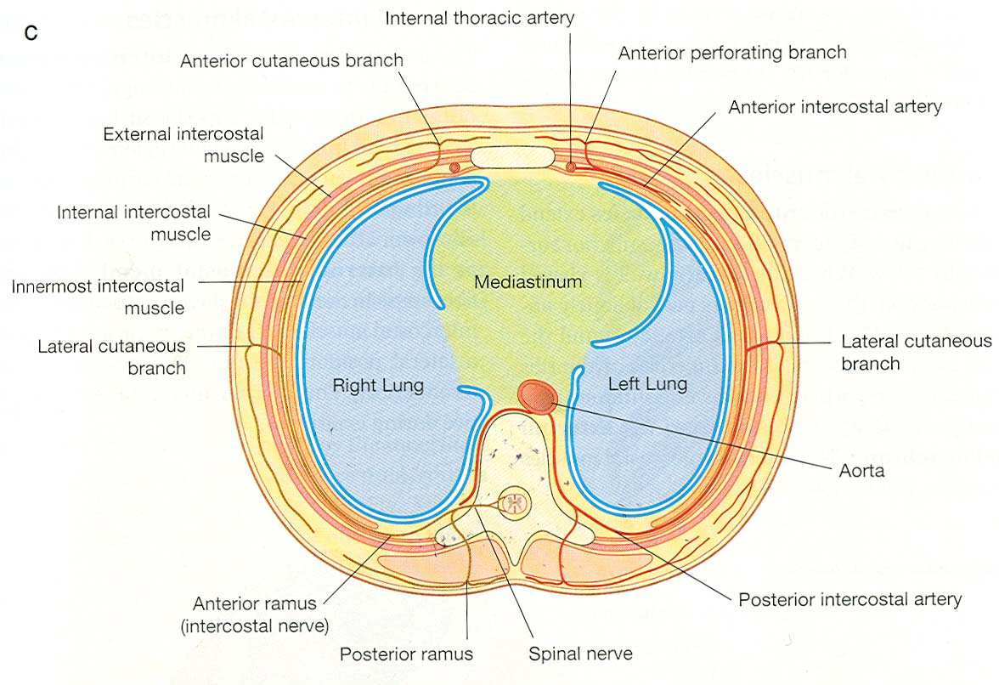 c
Internal thoracic artery
Anterior cutaneous branch
Anterior perforating branch
Anterior intercostal artery
External intercostal
muscle
Internal intercostal
muscle
Innermost intercostal
muscle
Lateral cutaneous
branch
Mediastinum
Right Lung
Left Lung
Lateral cutaneous
branch
Aorta
Posterior intercostal artery
Anterior ramus
(intercostal nerve)
Posterior ramus
Spinal nerve